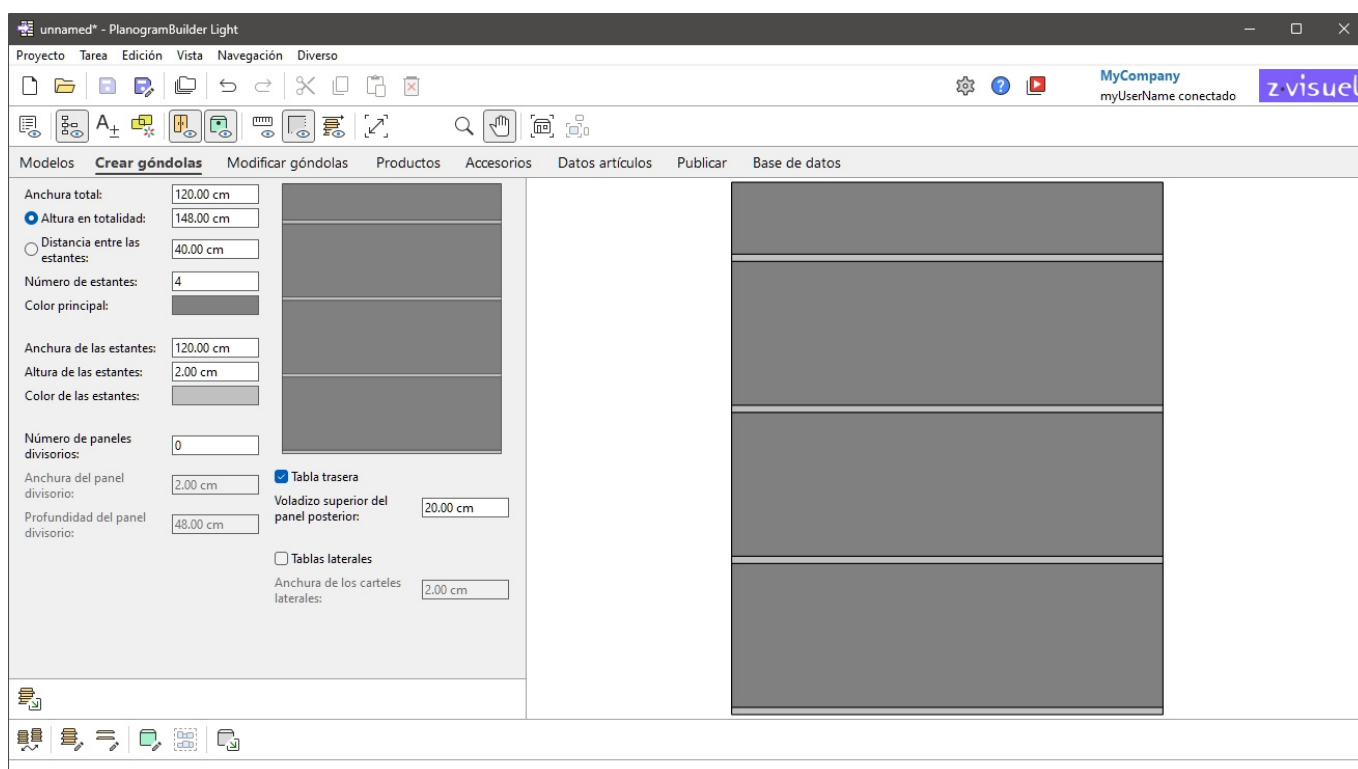 unnamed* - PlanogramBuilder Light
Proyecto Tarea Edición Vista Navegación Diverso
MyCompany
myUserName conectado
z·visuel
Modelos Crear góndolas Modificar góndolas Productos Accesorios Datos artículos Publicar Base de datos
Anchura total: 120.00 cm
Altura en totalidad: 148.00 cm
Distancia entre las
estantes: 40.00 cm
Número de estantes: 4
Color principal:
Anchura de las estantes: 120.00 cm
Altura de las estantes: 2.00 cm
Color de las estantes:
Número de paneles
divisorios: 0
Anchura del panel
divisorio: 2.00 cm
Profundidad del panel
divisorio: 48.00 cm
Tabla trasera
Voladizo superior del
panel posterior: 20.00 cm
Tablas laterales
Anchura de los carteles
laterales: 2.00 cm